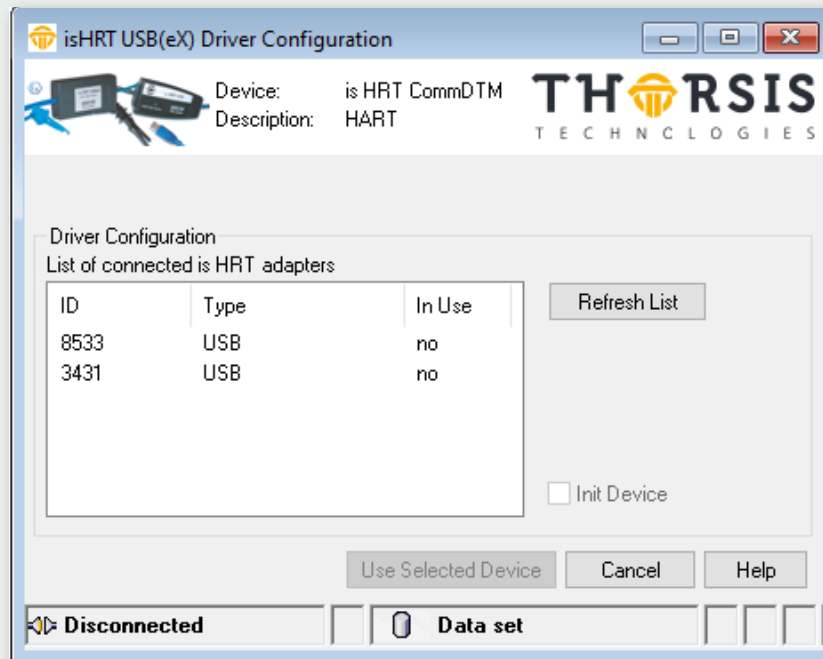 isHRT USB(eX) Driver Configuration
Device: is HRT CommDTM
Description: HART
THORSIS
TECHNOLOGIES
Driver Configuration
List of connected is HRT adapters
ID Type In Use
Refresh List
8533 USB no
3431 USB no
Init Device
Use Selected Device Cancel Help
Disconnected Data set